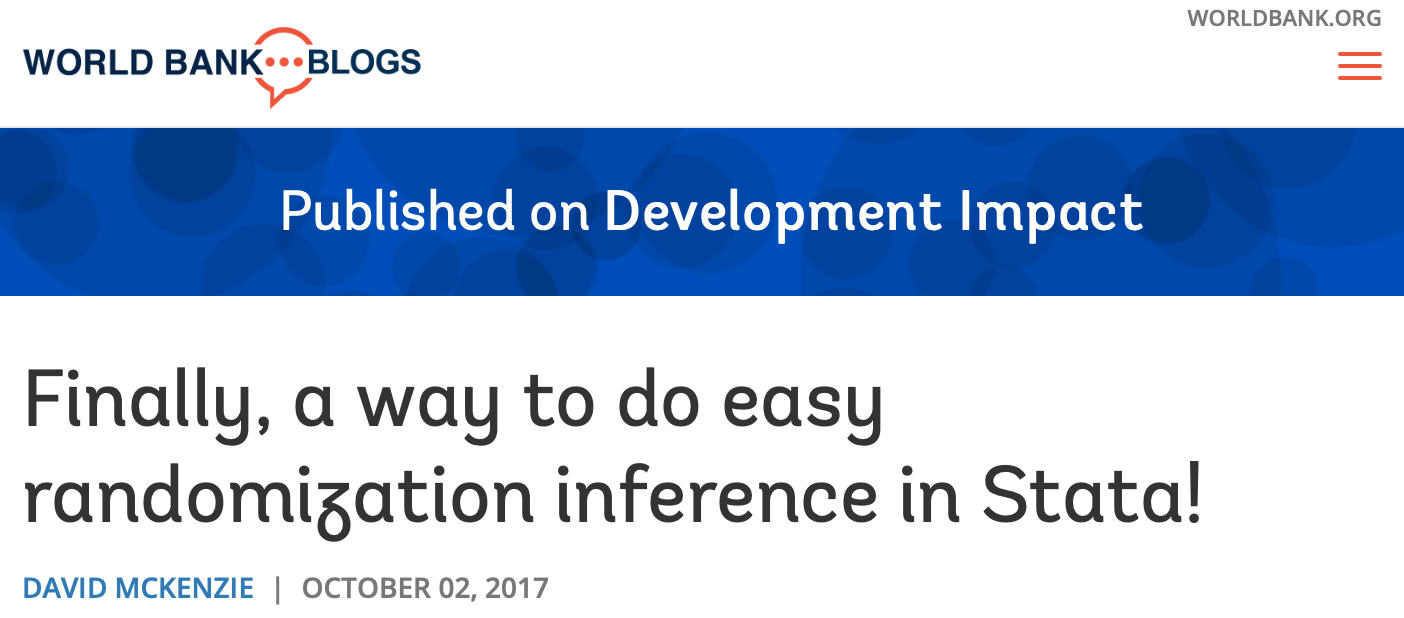 WORLDBANK.ORG
WORLD BANK BLOGS
Published on Development Impact
Finally, a way to do easy
randomization inference in Stata!
DAVID MCKENZIE | OCTOBER 02, 2017